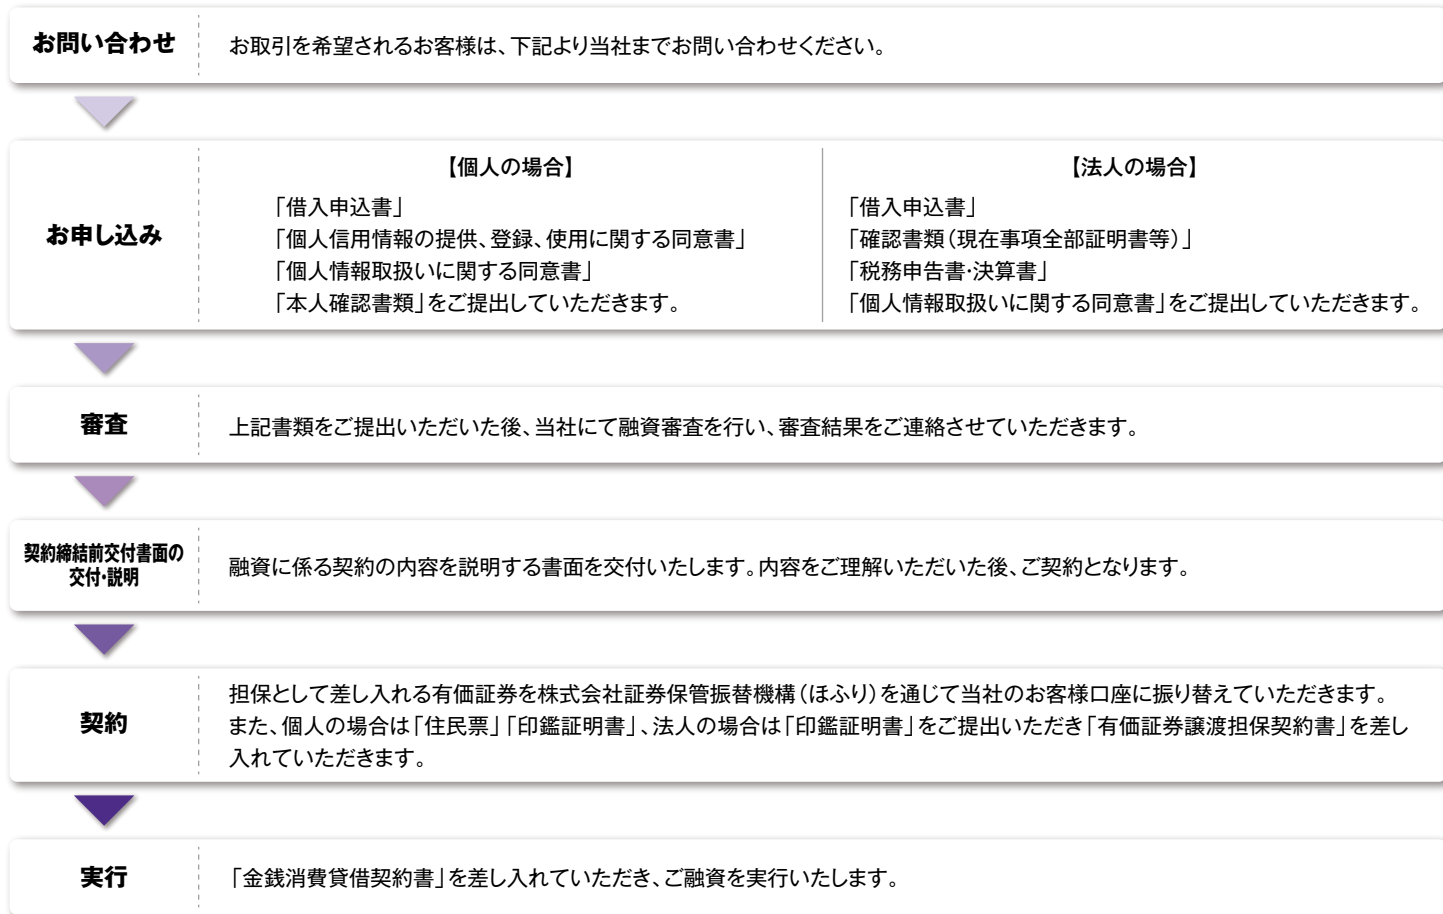 お問い合わせ
お取引を希望されるお客様は、下記より当社までお問い合わせください。
お申し込み
【個人の場合】
「借入申込書」
「個人信用情報の提供、登録、使用に関する同意書」
「個人情報取扱いに関する同意書」
「本人確認書類」をご提出していただきます。
【法人の場合】
「借入申込書」
「確認書類(現在事項全部証明書等)」
「税務申告書・決算書」
「個人情報取扱いに関する同意書」をご提出していただきます。
審査
上記書類をご提出いただいた後、当社にて融資審査を行い、審査結果をご連絡させていただきます。
契約締結前交付書面の
交付・説明
融資に係る契約の内容を説明する書面を交付いたします。内容をご理解いただいた後、ご契約となります。
契約
担保として差し入れる有価証券を株式会社証券保管振替機構(ほふり)を通じて当社のお客様口座に振り替えていただきます。
また、個人の場合は「住民票」「印鑑証明書」、法人の場合は「印鑑証明書」をご提出いただき「有価証券譲渡担保契約書」を差し
入れていただきます。
実行
「金銭消費貸借契約書」を差し入れていただき、ご融資を実行いたします。